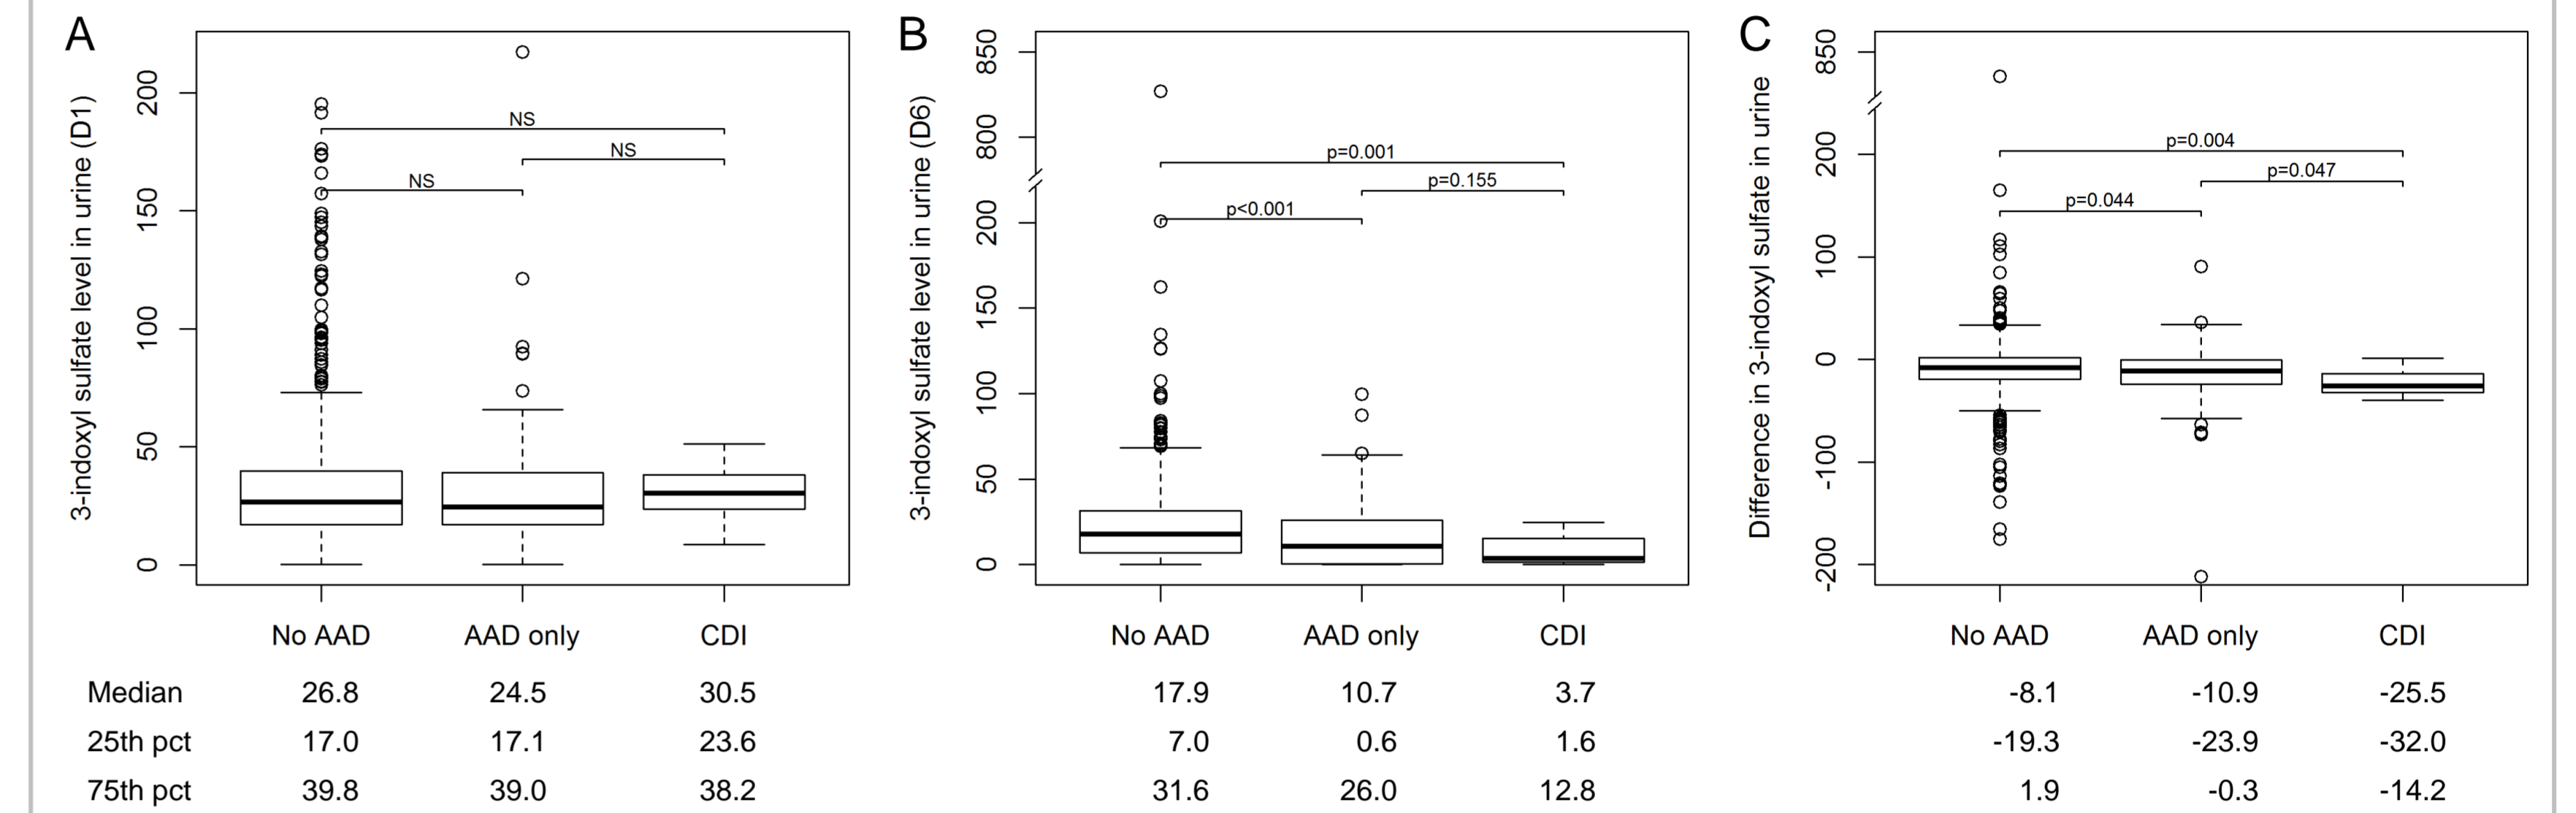 A
3-indoxyl sulfate level in urine (D1)
200
150
100
50
0
NS
NS
NS
No AAD AAD only CDI
B
3-indoxyl sulfate level in urine (D6)
850
800
200
150
100
50
0
p=0.001
p=0.155
p<0.001
No AAD AAD only CDI
C
Difference in 3-indoxyl sulfate in urine
850
200
100
0
-100
-200
p=0.004
p=0.047
p=0.044
No AAD AAD only CDI
Median 26.8 24.5 30.5 17.9 10.7 3.7 -8.1 -10.9 -25.5
25th pct 17.0 17.1 23.6 7.0 0.6 1.6 -19.3 -23.9 -32.0
75th pct 39.8 39.0 38.2 31.6 26.0 12.8 1.9 -0.3 -14.2